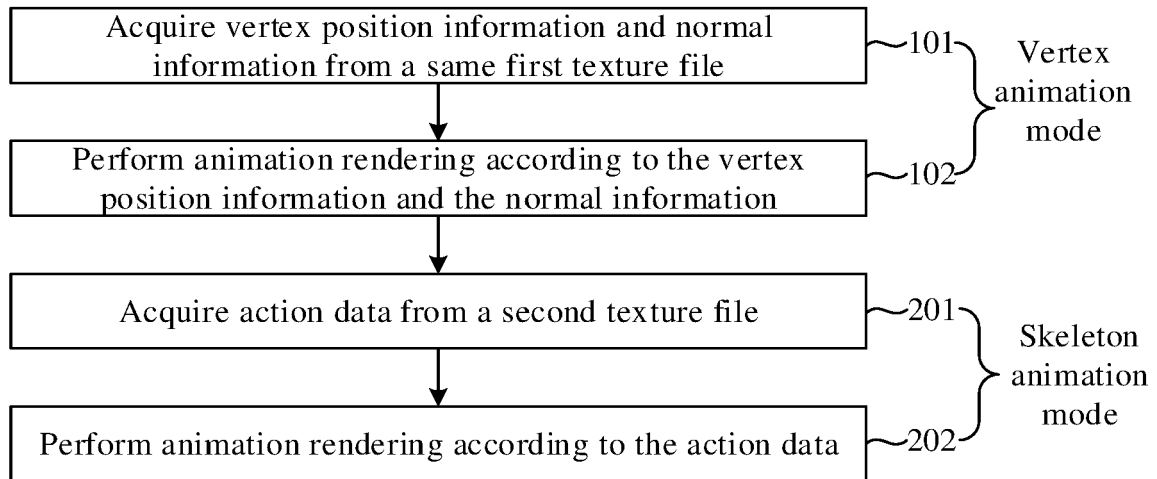 Acquire vertex position information and normal
information from a same first texture file
101
Vertex
animation
mode
Perform animation rendering according to the vertex
position information and the normal information
102
Acquire action data from a second texture file
201
Skeleton
animation
mode
Perform animation rendering according to the action data
202